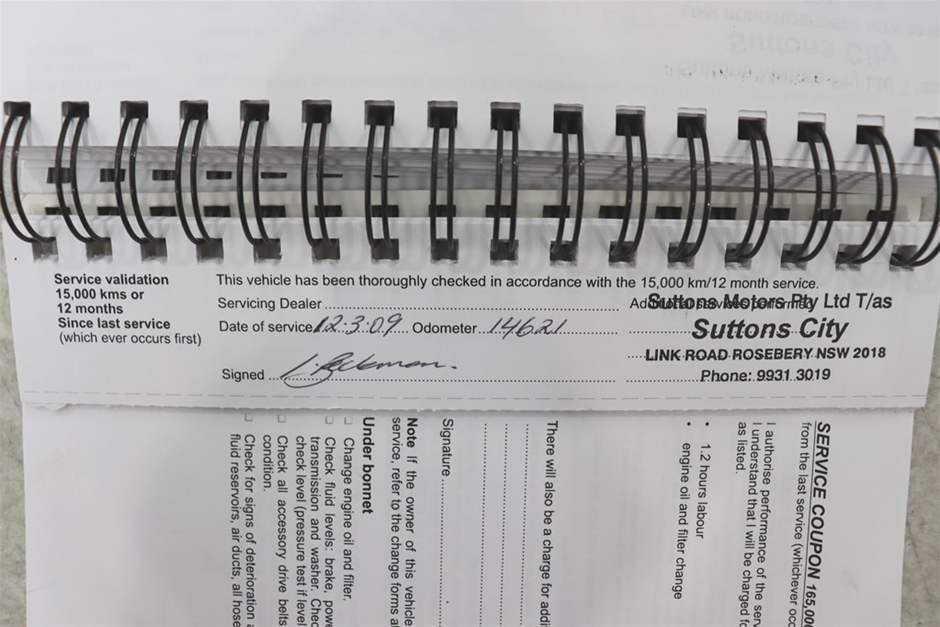 Service validation
15,000 kms or
12 months
Since last service
(which ever occurs first)
This vehicle has been thoroughly checked in accordance with the 15,000 km/12 month service.
Servicing Dealer
Date of service 12.3.09 Odometer 14621
Signed
Suttons Motors Pty Ltd T/as
Suttons City
LINK ROAD ROSEBERY NSW 2018
Phone: 9931 3019
SERVICE COUPON 165,00
from the last service (whichever occ
I authorise performance of the serv
I understand that I will be charged fo
as listed.
• 1.2 hours labour
• engine oil and filter change
There will also be a charge for addi
Signature
Note If the owner of this vehicle
service, refer to the change forms a
Under bonnet
Change engine oil and filter.
Check fluid levels: brake, powe
transmission and washer. Chec
check level (pressure test if level
Check all accessory drive belts
condition.
Check for signs of deterioration a
fluid reservoirs, air ducts, all hose